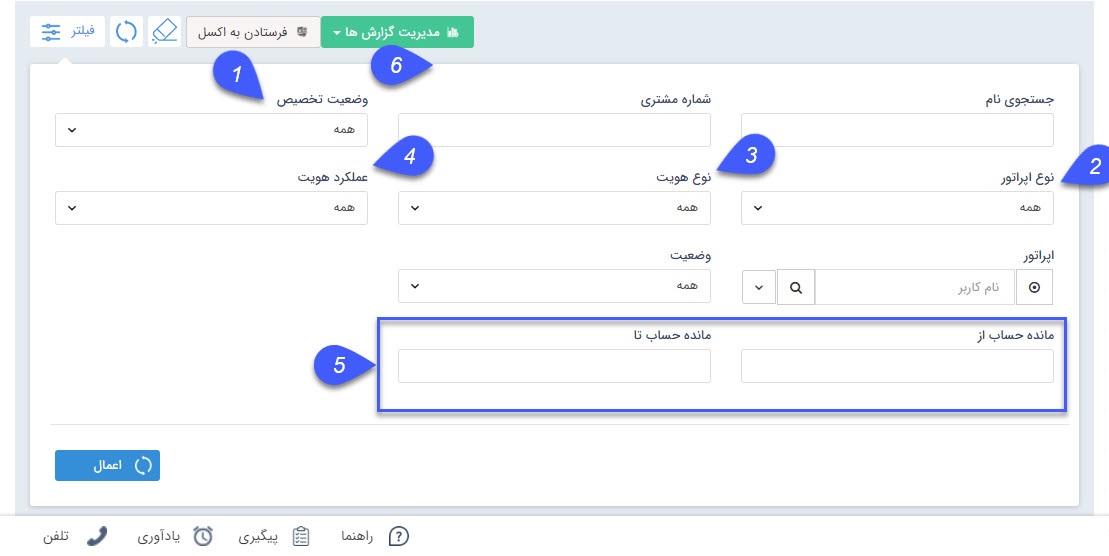 مدیریت گزارش ها
فرستادن به اکسل
فیلتر
6
1
جستجوی نام
شماره مشتری
وضعیت تخصیص
همه
4
3
2
نوع اپراتور
نوع هویت
عملکرد هویت
همه
همه
همه
اپراتور
وضعیت
نام کاربر
همه
مانده حساب از
مانده حساب تا
5
اعمال
راهنما
پیگیری
یادآوری
تلفن